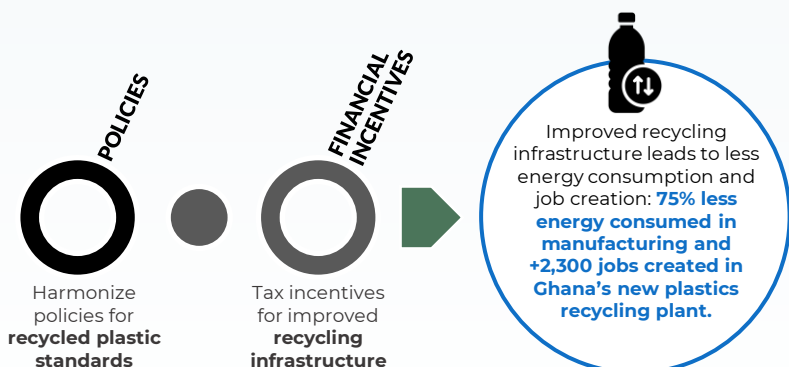 POLICIES
Harmonize
policies for
recycled plastic
standards
FINANCIAL
INCENTIVES
Tax incentives
for improved
recycling
infrastructure
Improved recycling
infrastructure leads to less
energy consumption and
job creation: 75% less
energy consumed in
manufacturing and
+2,300 jobs created in
Ghana’s new plastics
recycling plant.